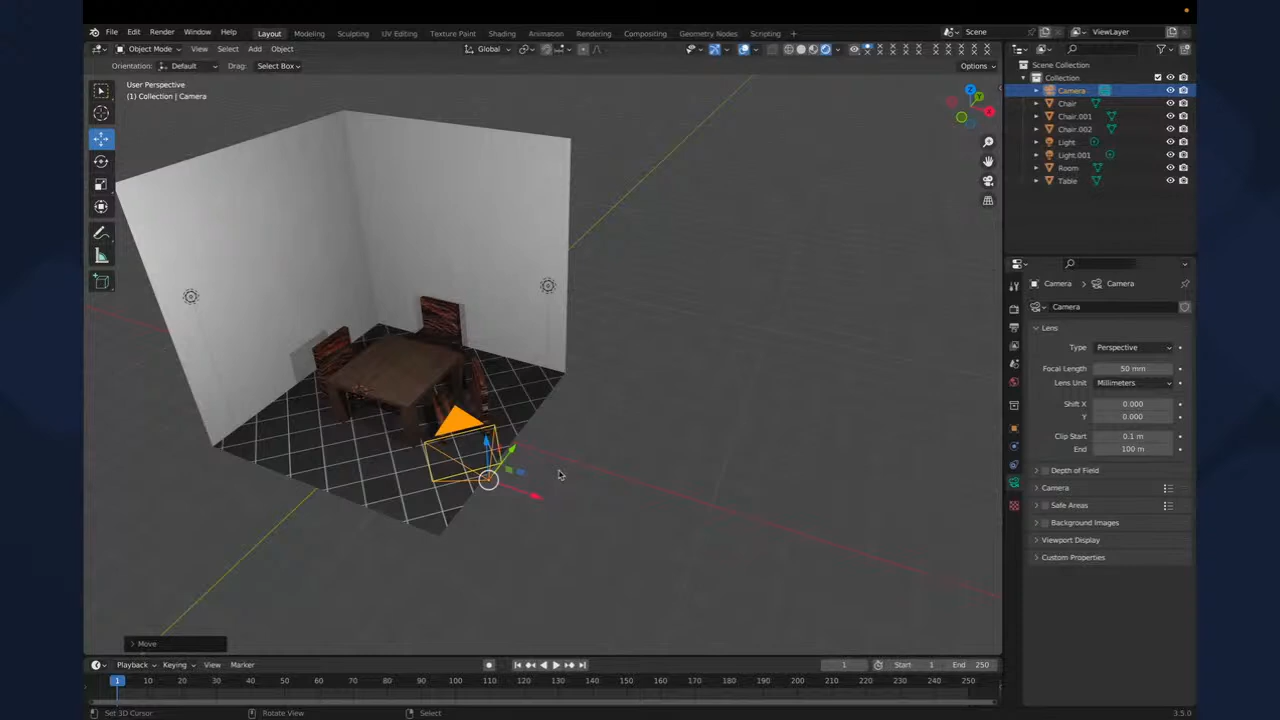 File Edit Render Window Help Layout Modeling Sculpting UV Editing Texture Paint Shading Animation Rendering Compositing Geometry Nodes Scripting Scene ViewLayer
Object Mode View Select Add Object Global
Orientation: Default Drag: Select Box Options
User Perspective
(1) Collection | Camera
Scene Collection
Collection
Camera
Chair
Chair.001
Chair.002
Light
Light.001
Room
Table
Camera Camera
Camera
Lens
Type Perspective
Focal Length 50 mm
Lens Unit Millimeters
Shift X 0.000
Y 0.000
Clip Start 0.1 m
End 100 m
Depth of Field
Camera
Safe Areas
Background Images
Viewport Display
Custom Properties
Move
Playback Keying View Marker 1 Start 1 End 250
1 10 20 30 40 50 60 70 80 90 100 110 120 130 140 150 160 170 180 190 200 210 220 230 240 250
Set 3D Cursor Rotate View Select 3.5.0
X
Y
Z